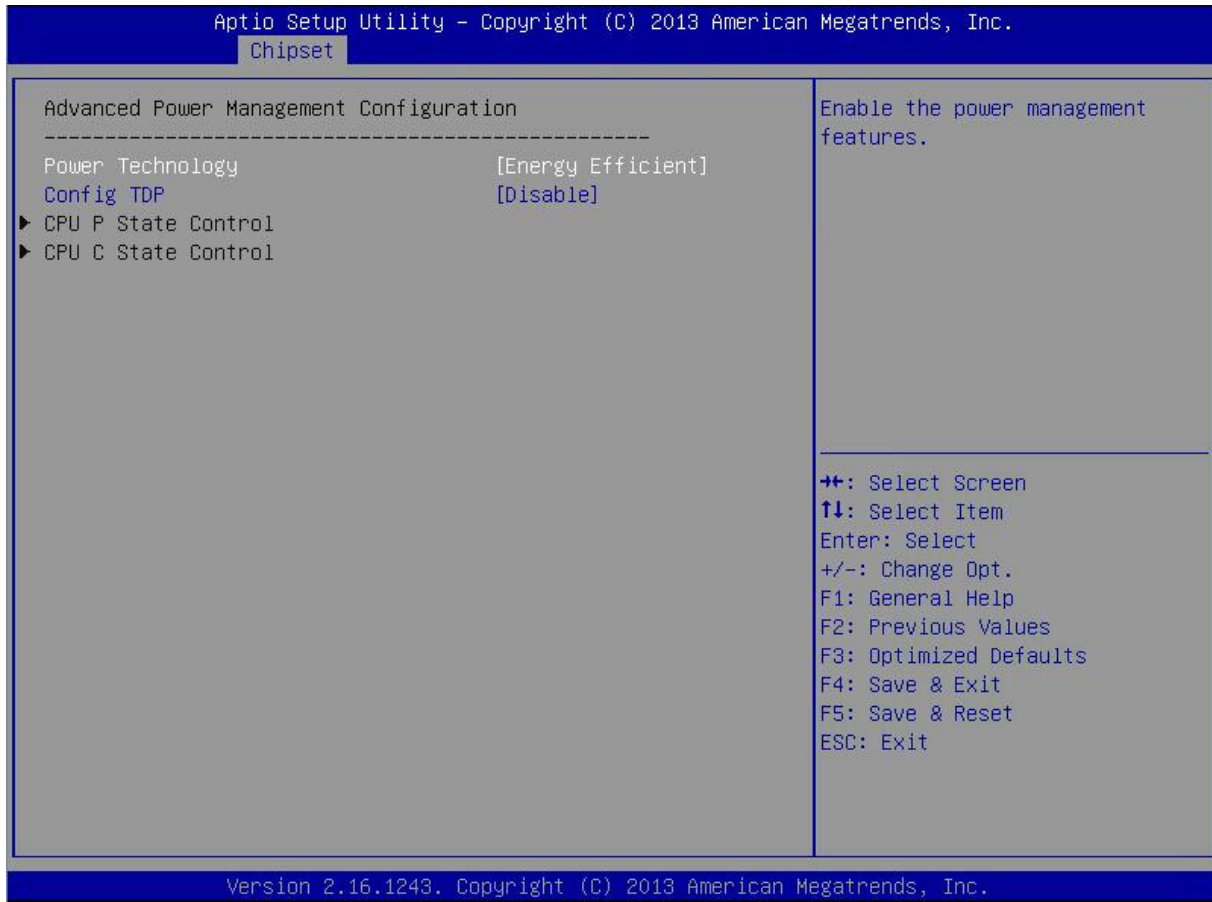 Aptio Setup Utility – Copyright (C) 2013 American Megatrends, Inc.
Chipset
Advanced Power Management Configuration
--------------------------------------------------
Power Technology [Energy Efficient]
Config TDP [Disable]
▶ CPU P State Control
▶ CPU C State Control
Enable the power management
features.
→←: Select Screen
↑↓: Select Item
Enter: Select
+/-: Change Opt.
F1: General Help
F2: Previous Values
F3: Optimized Defaults
F4: Save & Exit
F5: Save & Reset
ESC: Exit
Version 2.16.1243. Copyright (C) 2013 American Megatrends, Inc.